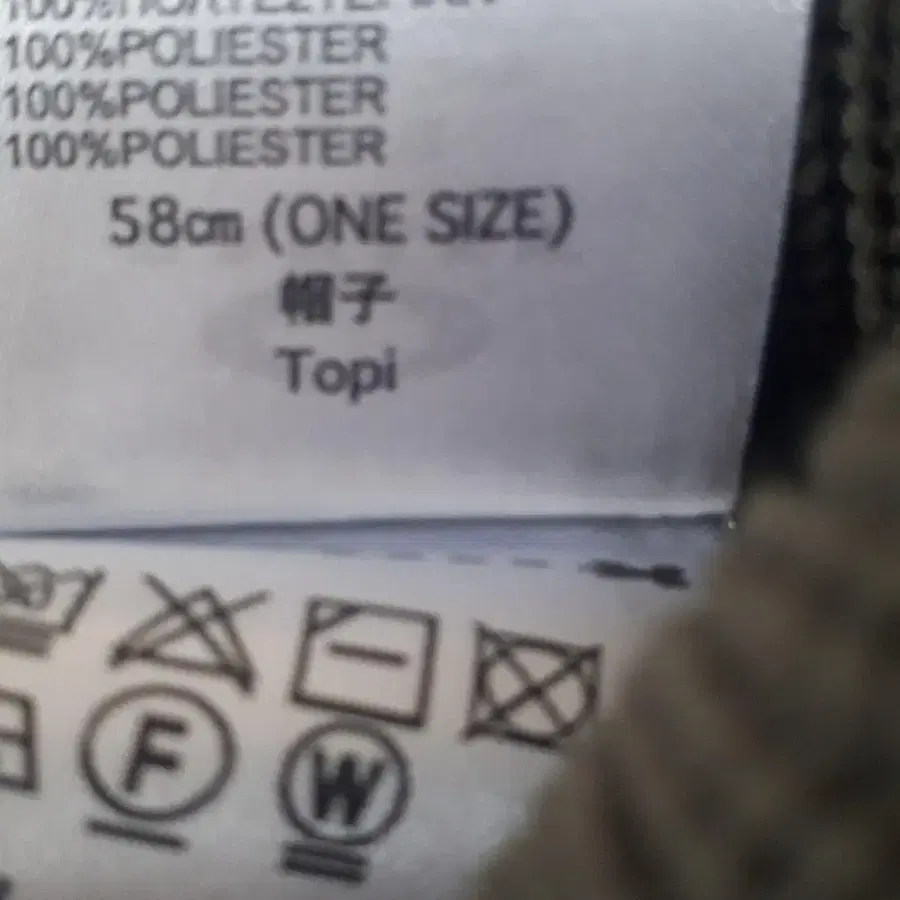 100%POLIESTER
100%POLIESTER
100%POLIESTER
58cm (ONE SIZE)
帽子
Topi
F
W